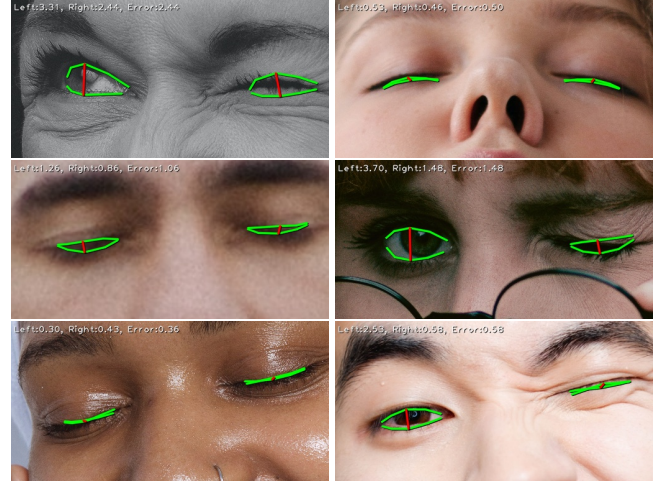 Left:3.31, Right:2.44, Error:2.44
Left:0.53, Right:0.46, Error:0.50
Left:1.26, Right:0.86, Error:1.06
Left:3.70, Right:1.48, Error:1.48
Left:0.30, Right:0.43, Error:0.36
Left:2.53, Right:0.58, Error:0.58